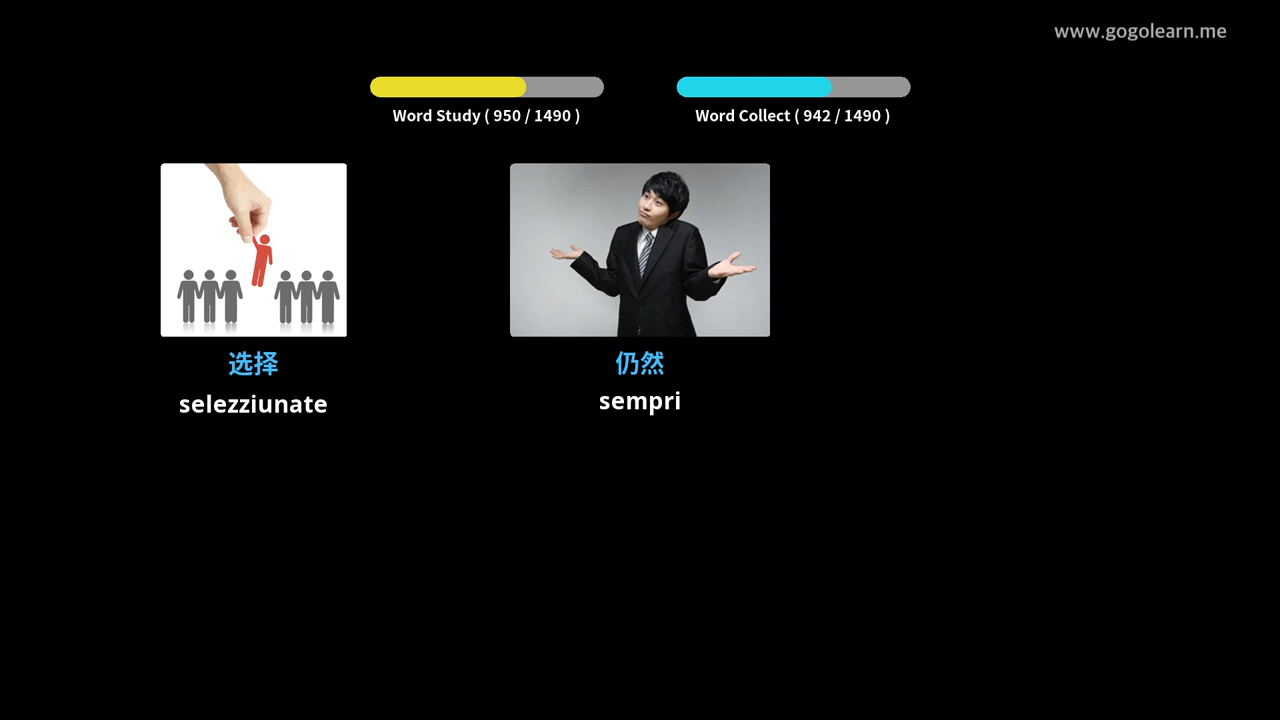 www.gogolearn.me
Word Study ( 950 / 1490 )
Word Collect ( 942 / 1490 )
选择
selezziunate
仍然
sempri